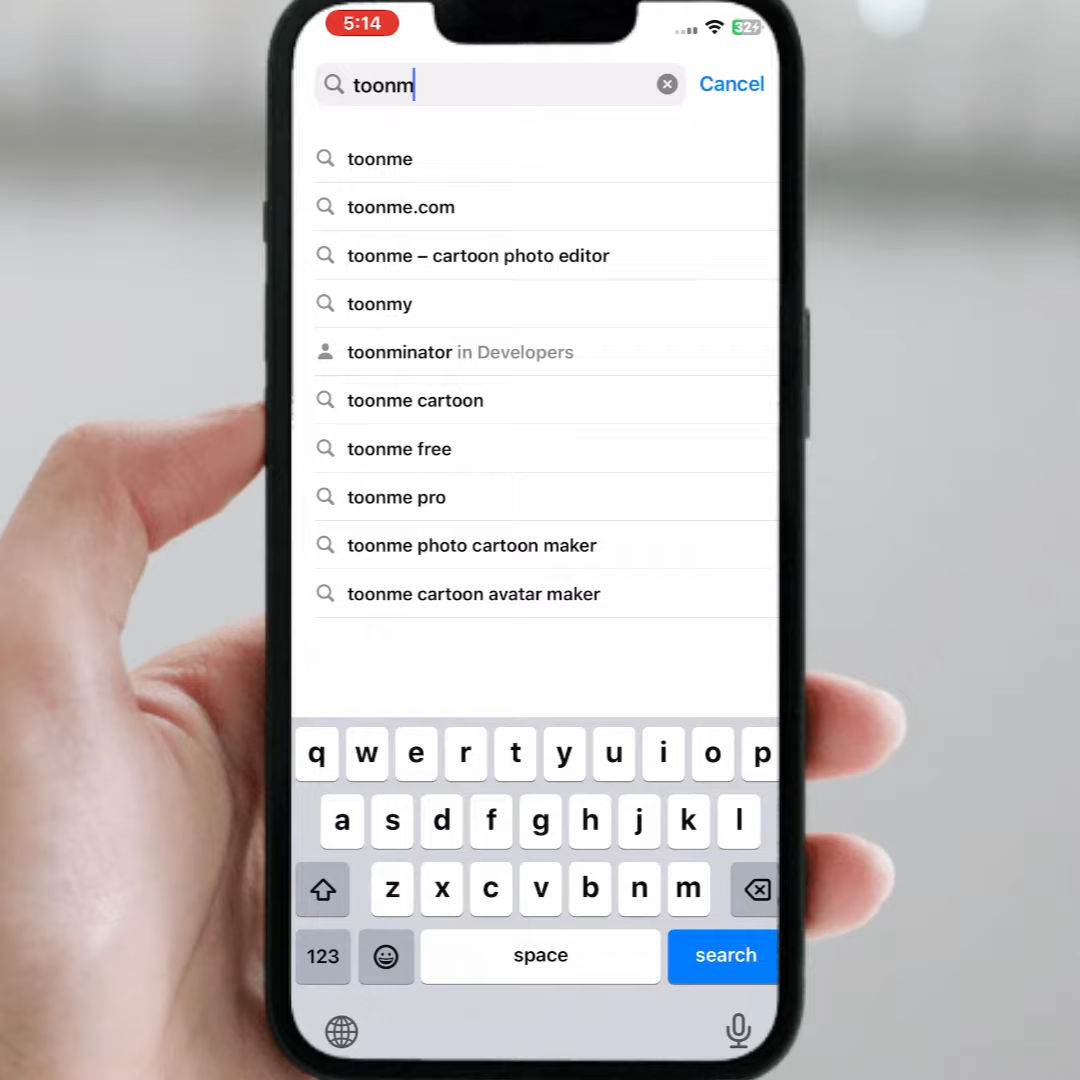 5:14
32
toonm
Cancel
toonme
toonme.com
toonme – cartoon photo editor
toonmy
toonminator in Developers
toonme cartoon
toonme free
toonme pro
toonme photo cartoon maker
toonme cartoon avatar maker
q w e r t y u i o p
a s d f g h j k l
z x c v b n m
123 space search